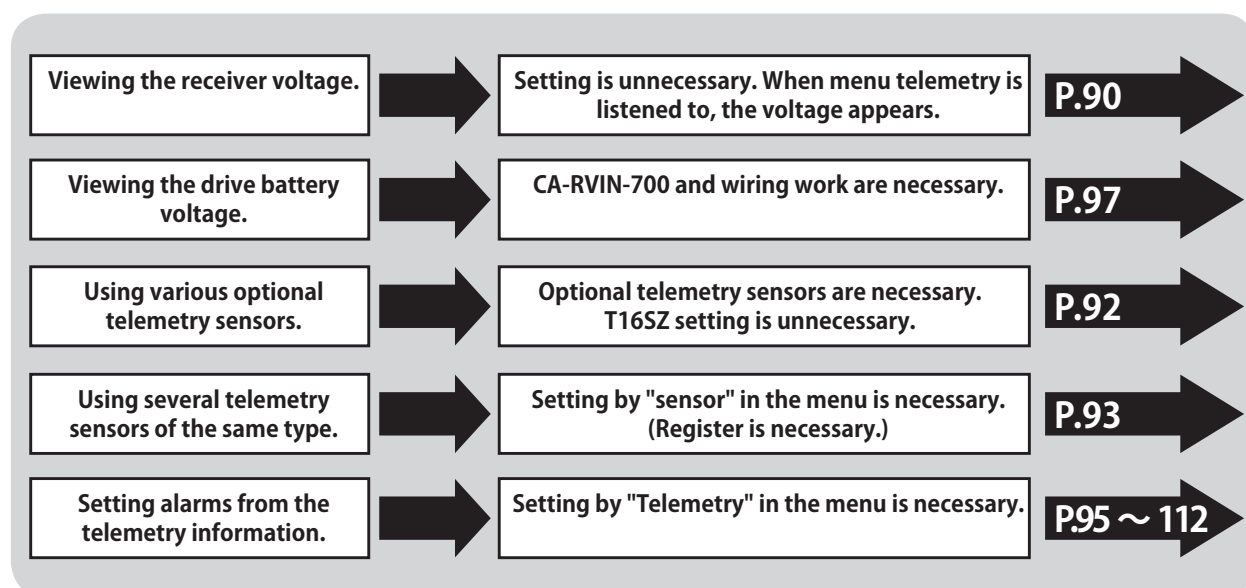 Viewing the receiver voltage.
Setting is unnecessary. When menu telemetry is
listened to, the voltage appears.
P.90
Viewing the drive battery
voltage.
CA-RVIN-700 and wiring work are necessary.
P.97
Using various optional
telemetry sensors.
Optional telemetry sensors are necessary.
T16SZ setting is unnecessary.
P.92
Using several telemetry
sensors of the same type.
Setting by "sensor" in the menu is necessary.
(Register is necessary.)
P.93
Setting alarms from the
telemetry information.
Setting by "Telemetry" in the menu is necessary.
P.95 ～ 112